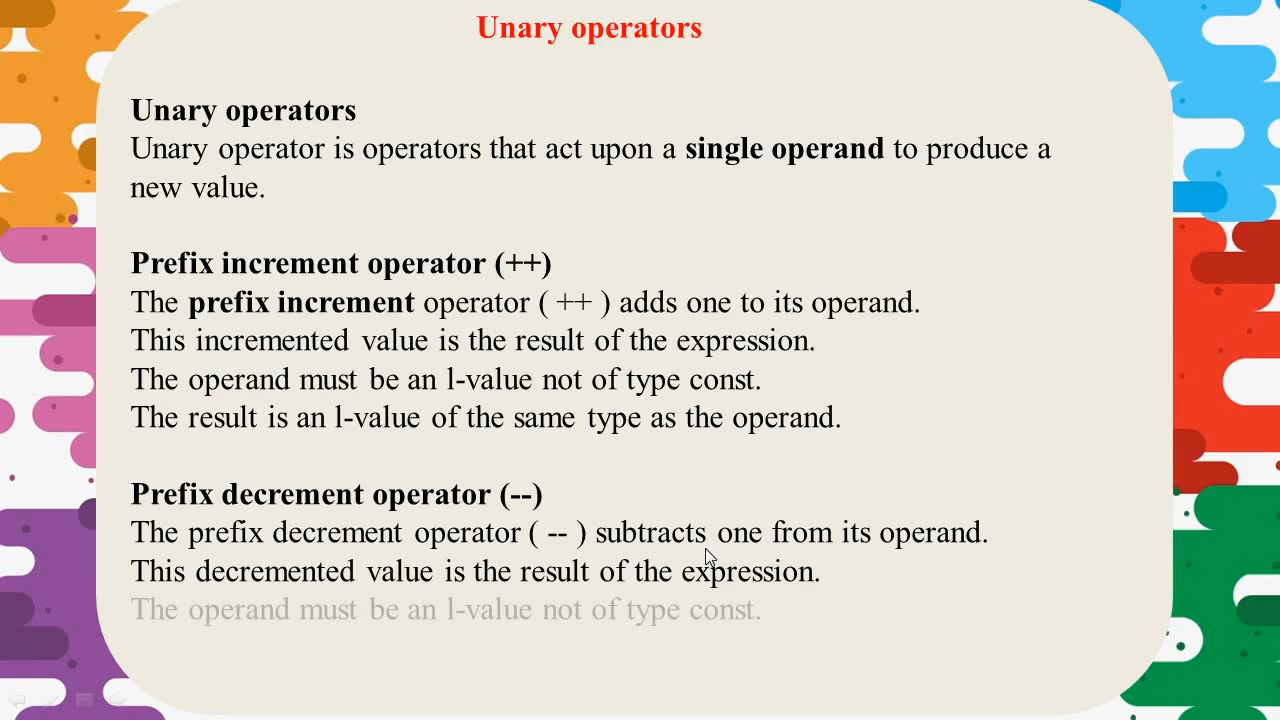 Unary operators
Unary operators
Unary operator is operators that act upon a single operand to produce a
new value.
Prefix increment operator (++)
The prefix increment operator ( ++ ) adds one to its operand.
This incremented value is the result of the expression.
The operand must be an l-value not of type const.
The result is an l-value of the same type as the operand.
Prefix decrement operator (--)
The prefix decrement operator ( -- ) subtracts one from its operand.
This decremented value is the result of the expression.
The operand must be an l-value not of type const.